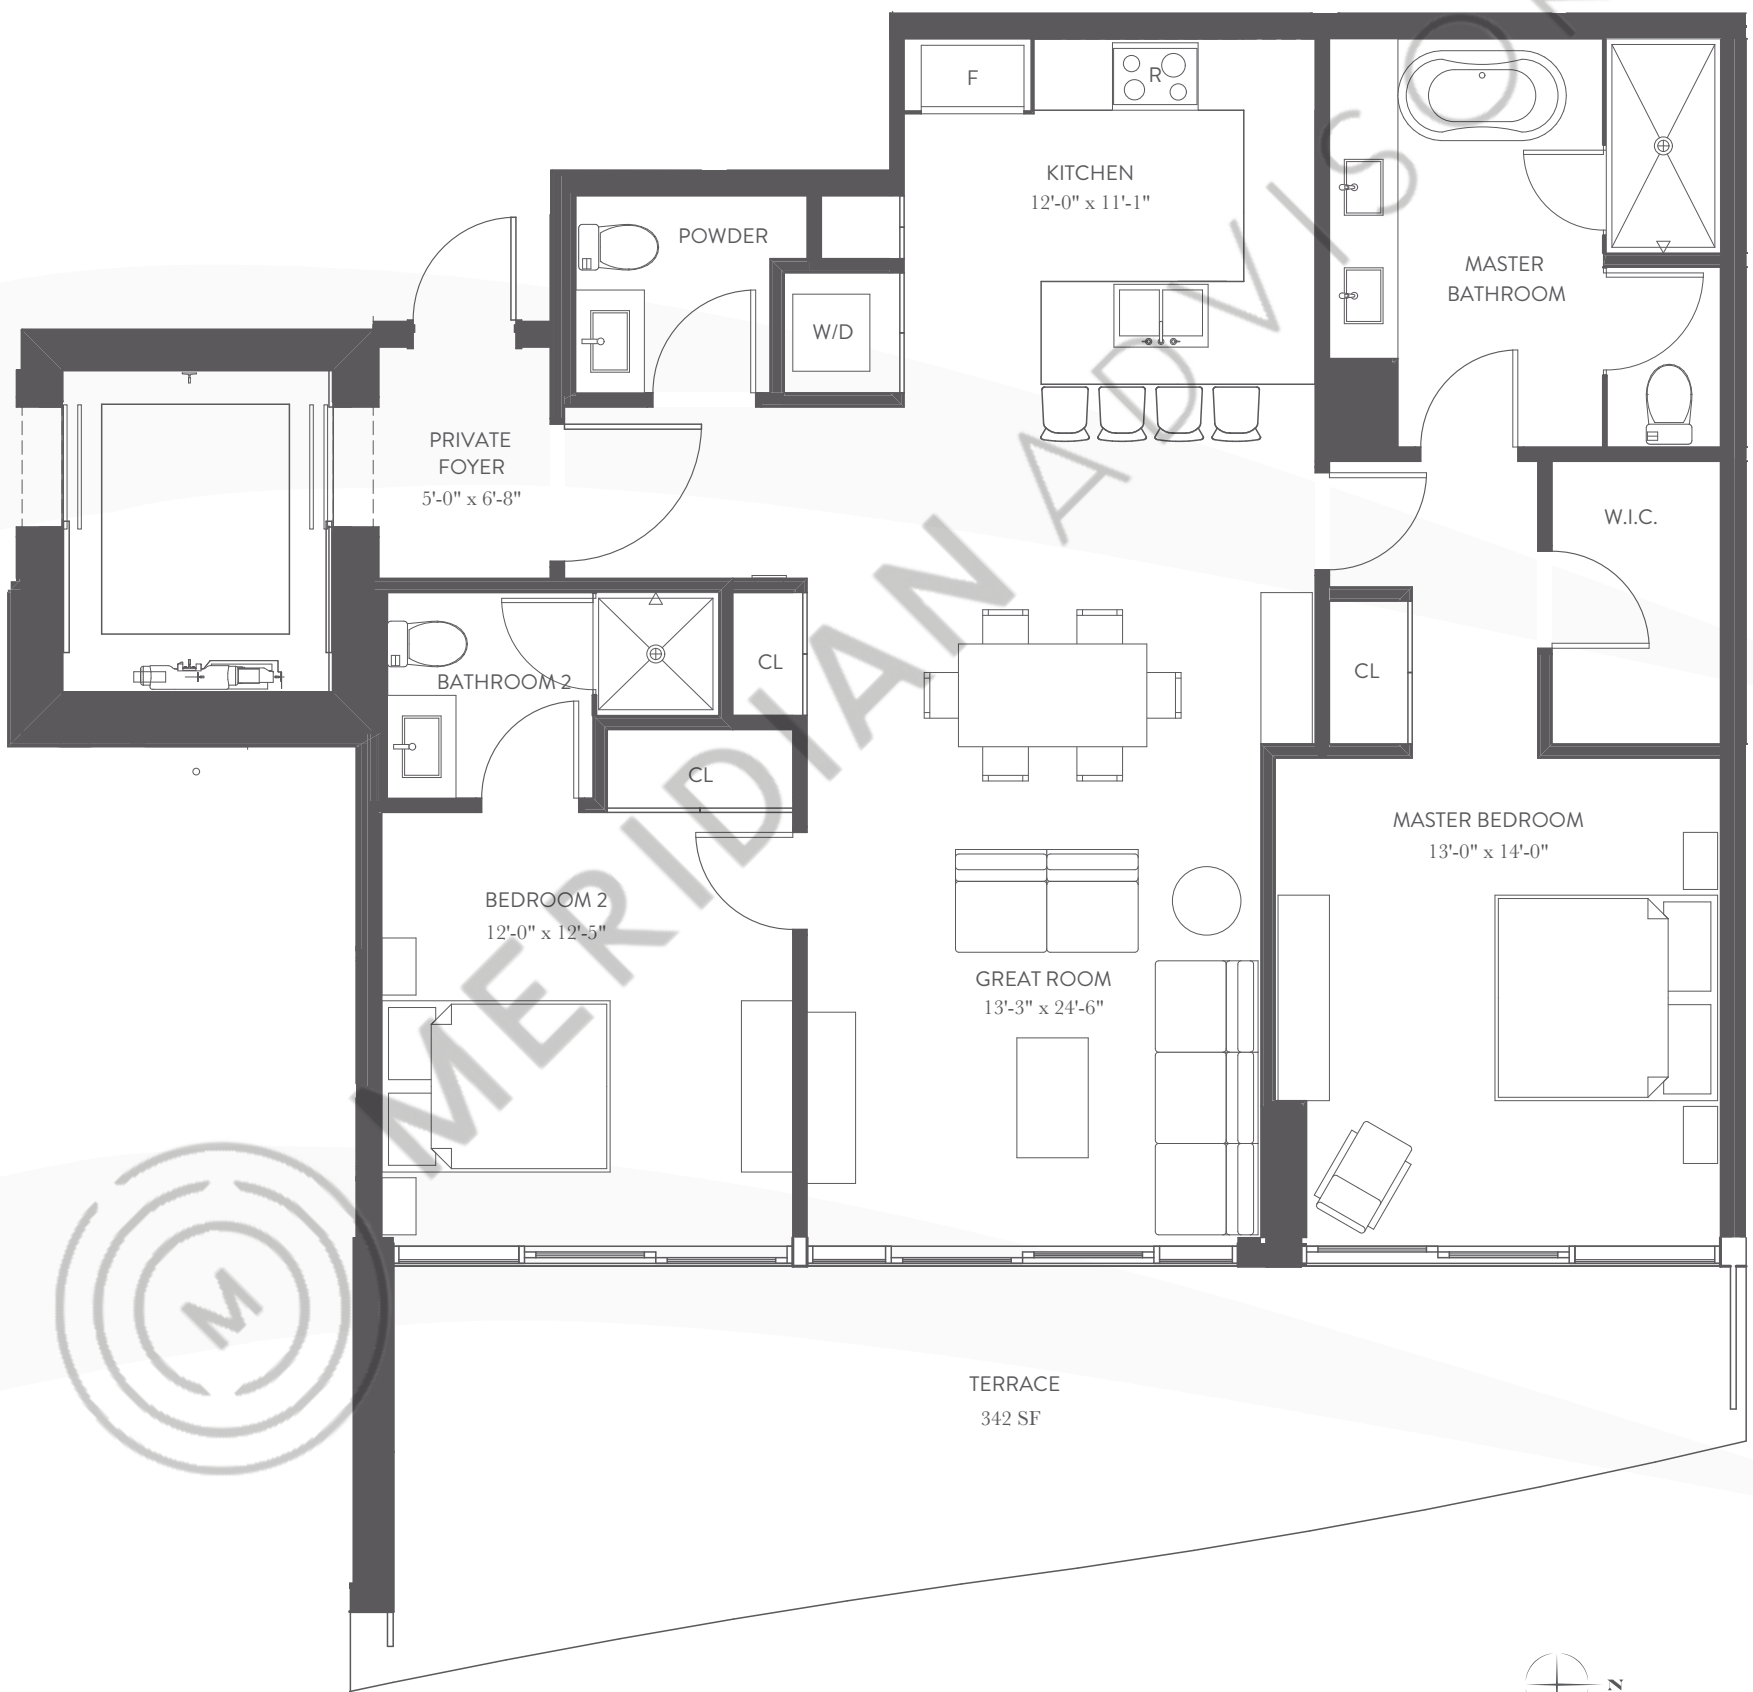 F
R
KITCHEN
12'-0" x 11'-1"
POWDER
W/D
MASTER
BATHROOM
PRIVATE
FOYER
5'-0" x 6'-8"
W.I.C.
BATHROOM 2
CL
CL
CL
MASTER BEDROOM
13'-0" x 14'-0"
BEDROOM 2
12'-0" x 12'-5"
GREAT ROOM
13'-3" x 24'-6"
TERRACE
342 SF
N
M
MERIDIAN ADVISOR